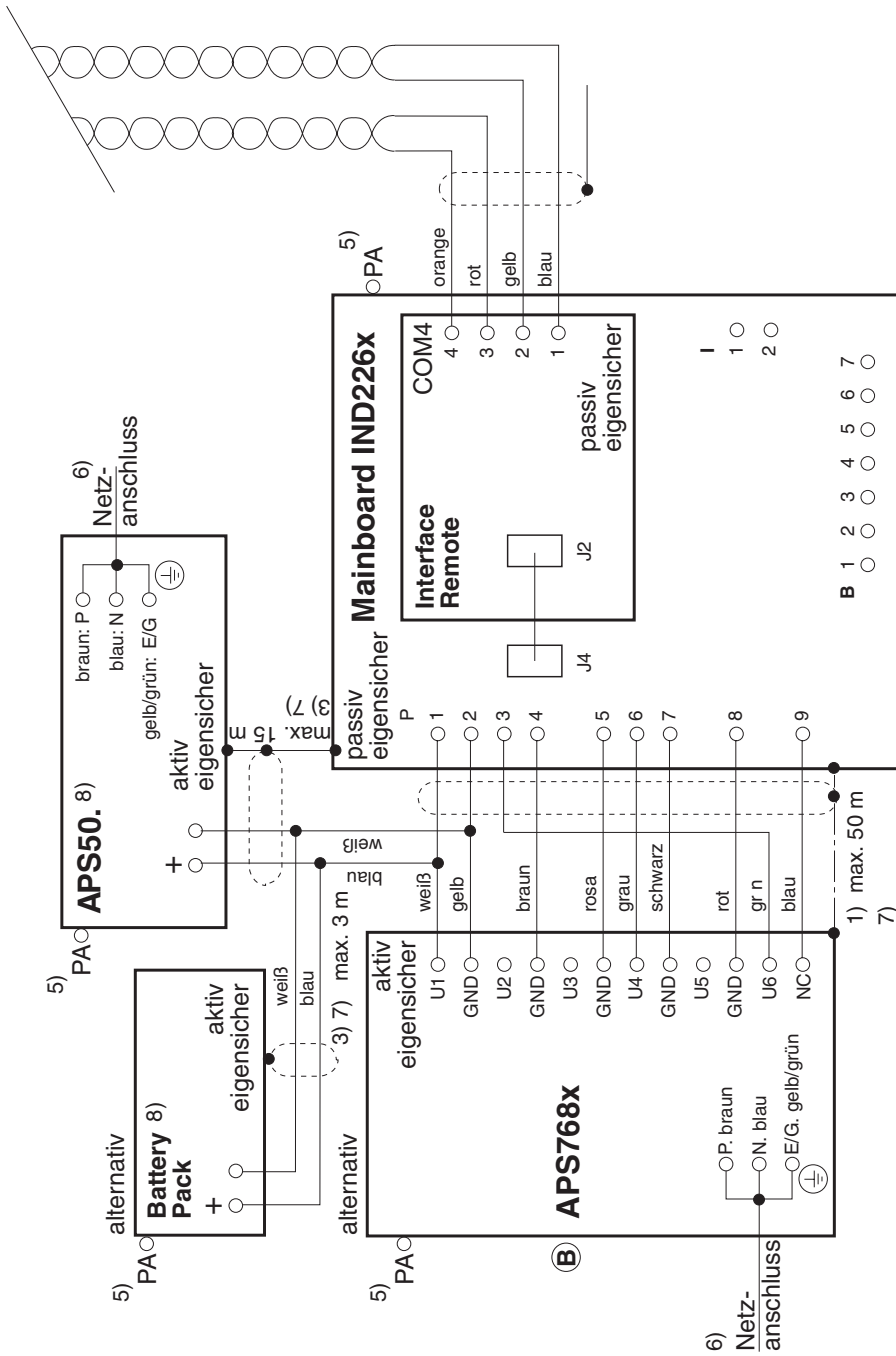 alternativ
5)
PA
Battery 8)
Pack
+
aktiv
eigensicher
3) 7) max. 3 m
weiß
blau
5)
PA
APS50. 8)
+
aktiv
eigensicher
braun: P
blau: N
gelb/grün: E/G
6)
Netz-
anschluss
blau
weiß
max. 15 m
3) 7)
alternativ
5)
PA
B
APS768x
aktiv
eigensicher
U1
GND
U2
GND
U3
GND
U4
GND
U5
GND
U6
NC
P. braun
N. blau
E/G. gelb/grün
6)
Netz-
anschluss
weiß
gelb
braun
rosa
grau
schwarz
rot
gr n
blau
1) max. 50 m
7)
passiv
eigensicher
P
1
2
3
4
5
6
7
8
9
Mainboard IND226x
5)
PA
Interface
Remote
J4
J2
COM4
4
3
2
1
passiv
eigensicher
orange
rot
gelb
blau
I
1
2
B 1 2 3 4 5 6 7